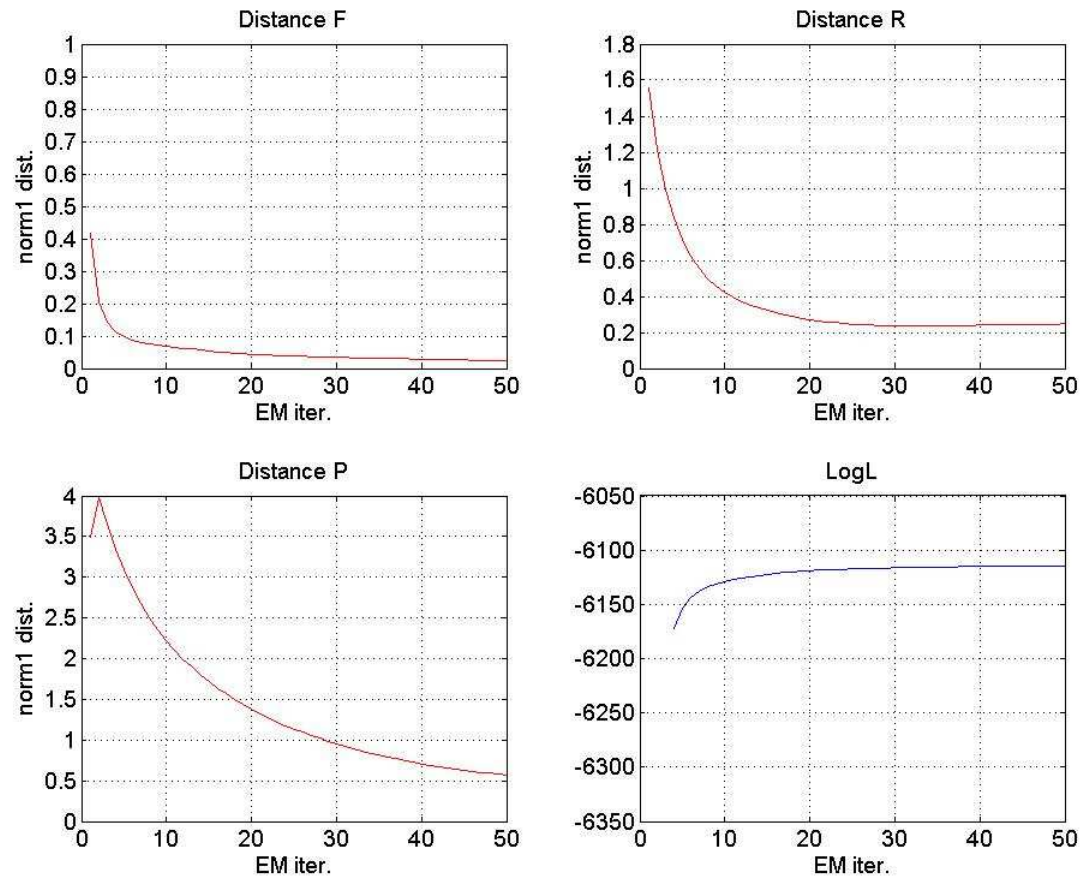 Distance F
1
0.9
0.8
0.7
0.6
0.5
0.4
0.3
0.2
0.1
0
norm1 dist.
0 10 20 30 40 50
EM iter.
Distance R
1.8
1.6
1.4
1.2
1
0.8
0.6
0.4
0.2
0
norm1 dist.
0 10 20 30 40 50
EM iter.
Distance P
4
3.5
3
2.5
2
1.5
1
0.5
0
norm1 dist.
0 10 20 30 40 50
EM iter.
LogL
-6050
-6100
-6150
-6200
-6250
-6300
-6350
0 10 20 30 40 50
EM iter.